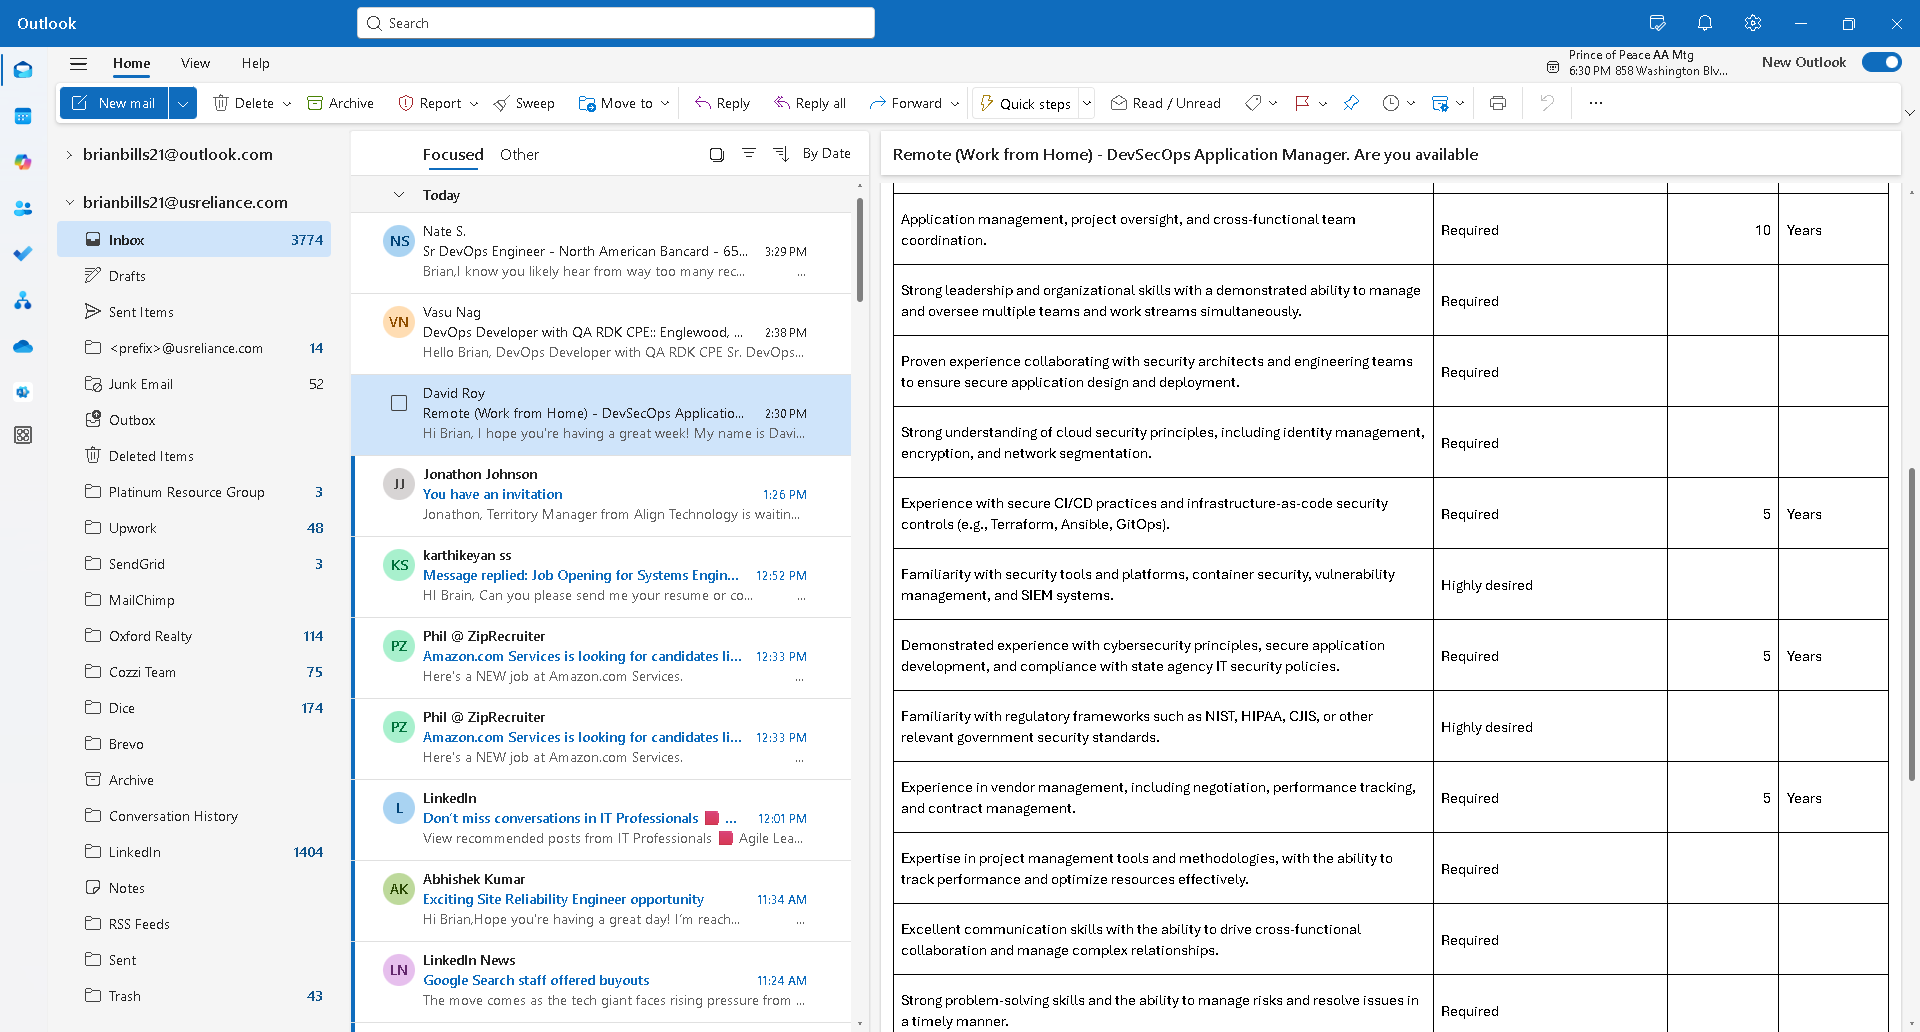 Outlook
Search
Home View Help
Prince of Peace AA Mtg
6:30 PM 858 Washington Blv...
New Outlook
New mail Delete Archive Report Sweep Move to Reply Reply all Forward Quick steps Read / Unread ...
brianbills21@outlook.com
brianbills21@usreliance.com
Inbox 3774
Drafts
Sent Items
<prefix>@usreliance.com 14
Junk Email 52
Outbox
Deleted Items
Platinum Resource Group 3
Upwork 48
SendGrid 3
MailChimp
Oxford Realty 114
Cozzi Team 75
Dice 174
Brevo
Archive
Conversation History
LinkedIn 1404
Notes
RSS Feeds
Sent
Trash 43
Focused Other By Date
Today
NS
Nate S.
Sr DevOps Engineer - North American Bancard - 65... 3:29 PM
Brian,I know you likely hear from way too many rec... ...
VN
Vasu Nag
DevOps Developer with QA RDK CPE:: Englewood, ... 2:38 PM
Hello Brian, DevOps Developer with QA RDK CPE Sr. DevOps...
David Roy
Remote (Work from Home) - DevSecOps Applicatio... 2:30 PM
Hi Brian, I hope you're having a great week! My name is Davi...
JJ
Jonathon Johnson
You have an invitation 1:26 PM
Jonathon, Territory Manager from Align Technology is waitin...
KS
karthikeyan ss
Message replied: Job Opening for Systems Engin... 12:52 PM
HI Brain, Can you please send me your resume or co... ...
PZ
Phil @ ZipRecruiter
Amazon.com Services is looking for candidates li... 12:33 PM
Here's a NEW job at Amazon.com Services. ...
PZ
Phil @ ZipRecruiter
Amazon.com Services is looking for candidates li... 12:33 PM
Here's a NEW job at Amazon.com Services. ...
L
LinkedIn
Don't miss conversations in IT Professionals ... 12:01 PM
View recommended posts from IT Professionals Agile Lea...
AK
Abhishek Kumar
Exciting Site Reliability Engineer opportunity 11:34 AM
Hi Brian,Hope you're having a great day! I'm reach... ...
LN
LinkedIn News
Google Search staff offered buyouts 11:24 AM
The move comes as the tech giant faces rising pressure from ...
Remote (Work from Home) - DevSecOps Application Manager. Are you available
Application management, project oversight, and cross-functional team
coordination.
Required 10 Years
Strong leadership and organizational skills with a demonstrated ability to manage
and oversee multiple teams and work streams simultaneously.
Required
Proven experience collaborating with security architects and engineering teams
to ensure secure application design and deployment.
Required
Strong understanding of cloud security principles, including identity management,
encryption, and network segmentation.
Required
Experience with secure CI/CD practices and infrastructure-as-code security
controls (e.g., Terraform, Ansible, GitOps).
Required 5 Years
Familiarity with security tools and platforms, container security, vulnerability
management, and SIEM systems.
Highly desired
Demonstrated experience with cybersecurity principles, secure application
development, and compliance with state agency IT security policies.
Required 5 Years
Familiarity with regulatory frameworks such as NIST, HIPAA, CJIS, or other
relevant government security standards.
Highly desired
Experience in vendor management, including negotiation, performance tracking,
and contract management.
Required 5 Years
Expertise in project management tools and methodologies, with the ability to
track performance and optimize resources effectively.
Required
Excellent communication skills with the ability to drive cross-functional
collaboration and manage complex relationships.
Required
Strong problem-solving skills and the ability to manage risks and resolve issues in
a timely manner.
Required